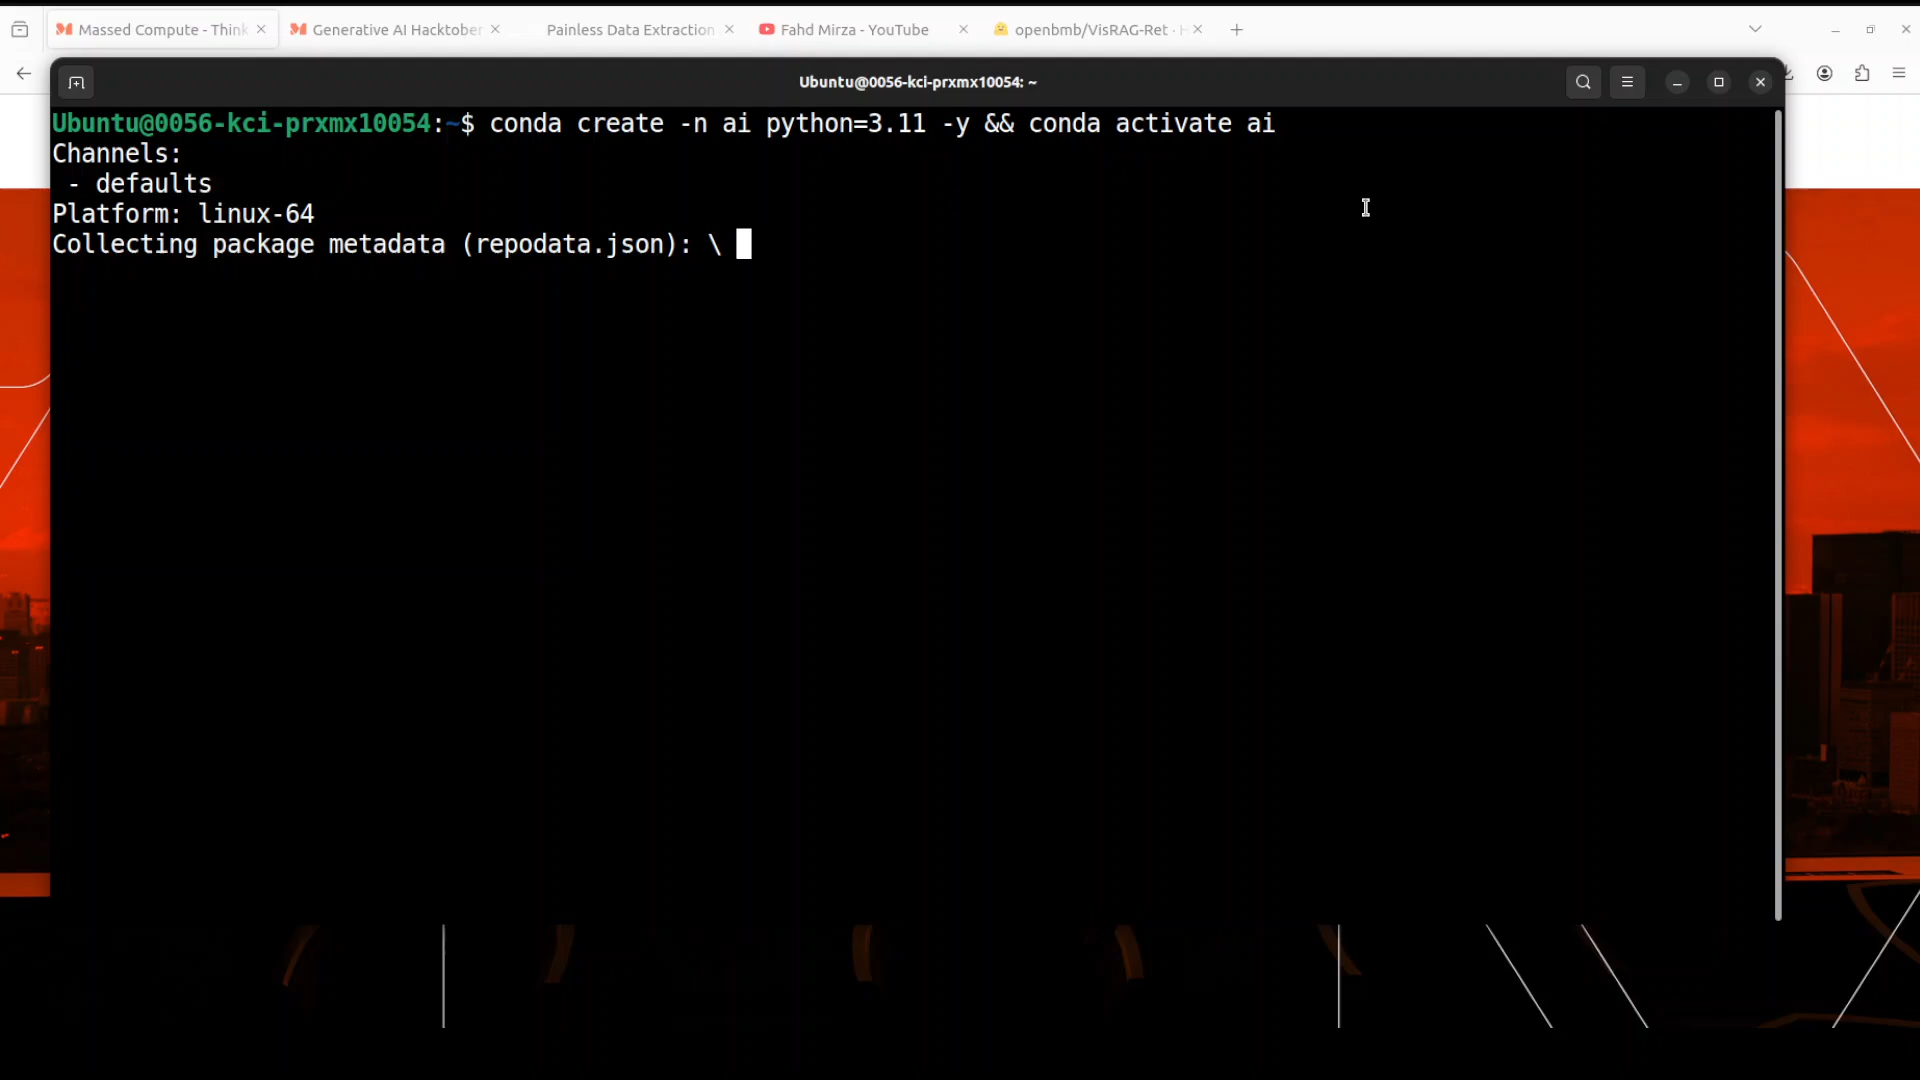 Massed Compute - Think
Generative AI Hacktober
Painless Data Extraction
Fahd Mirza - YouTube
openbmb/VisRAG-Ret · H
Ubuntu@0056-kci-prxmx10054: ~
Ubuntu@0056-kci-prxmx10054:~$ conda create -n ai python=3.11 -y && conda activate ai
Channels:
 - defaults
Platform: linux-64
Collecting package metadata (repodata.json): \